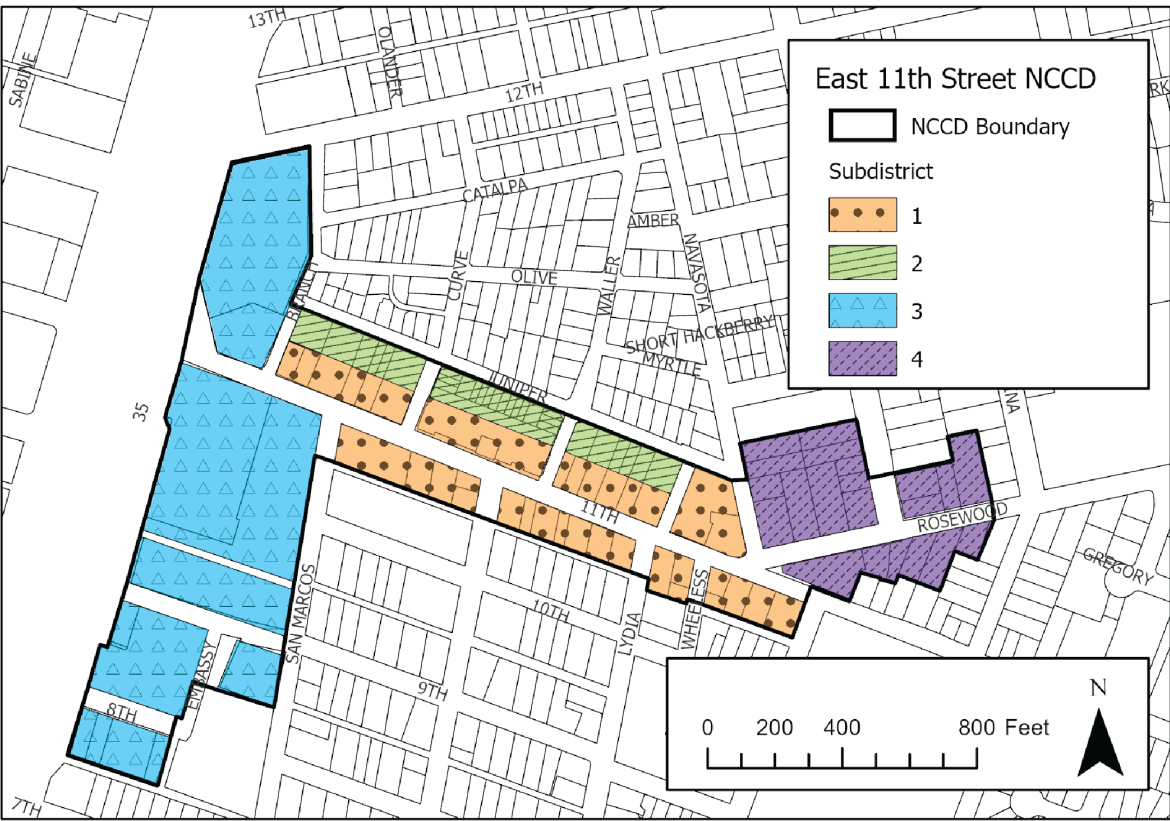 13TH
OLANDER
SABINE
12TH
East 11th Street NCCD
NCCD Boundary
Subdistrict
1
2
3
4
RK
CATALPA
AMBER
NAVASOTA
CURVE
OLIVE
WALLER
BRANCH
SHORT HACKBERRY
MYRTLE
JUNIPER
35
NA
11TH
ROSEWOOD
GREGORY
SAN MARCOS
10TH
LYDIA
WHEELESS
EMBASSY
9TH
8TH
7TH
0 200 400 800 Feet
N